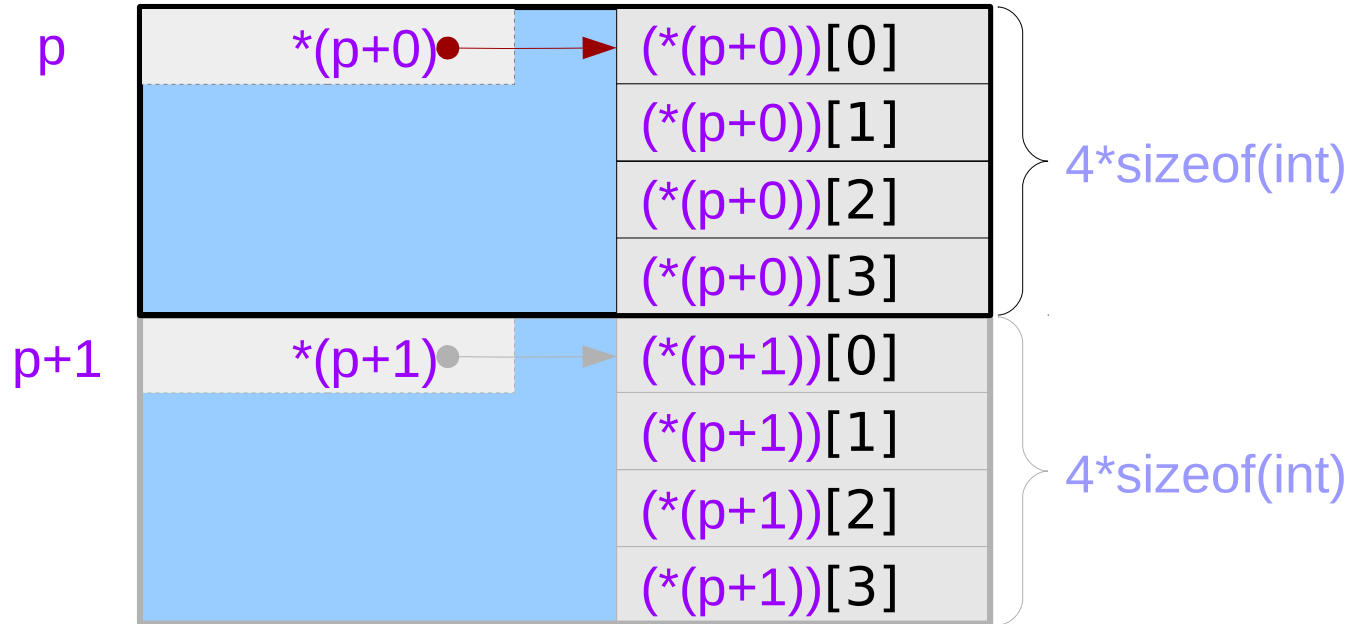 p *(p+0) (*(p+0))[0]
(*(p+0))[1]
4*sizeof(int)
(*(p+0))[2]
(*(p+0))[3]
p+1 *(p+1) (*(p+1))[0]
(*(p+1))[1]
4*sizeof(int)
(*(p+1))[2]
(*(p+1))[3]